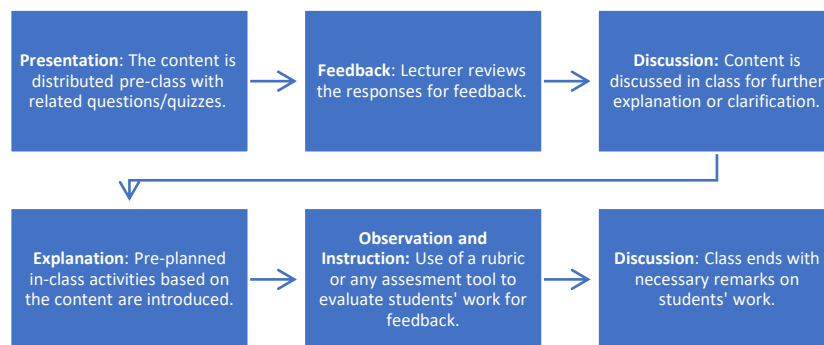 Presentation: The content is
distributed pre-class with
related questions/quizzes.
Feedback: Lecturer reviews
the responses for feedback.
Discussion: Content is
discussed in class for further
explanation or clarification.
Explanation: Pre-planned
in-class activities based on
the content are introduced.
Observation and
Instruction: Use of a rubric
or any assesment tool to
evaluate students' work for
feedback.
Discussion: Class ends with
necessary remarks on
students' work.